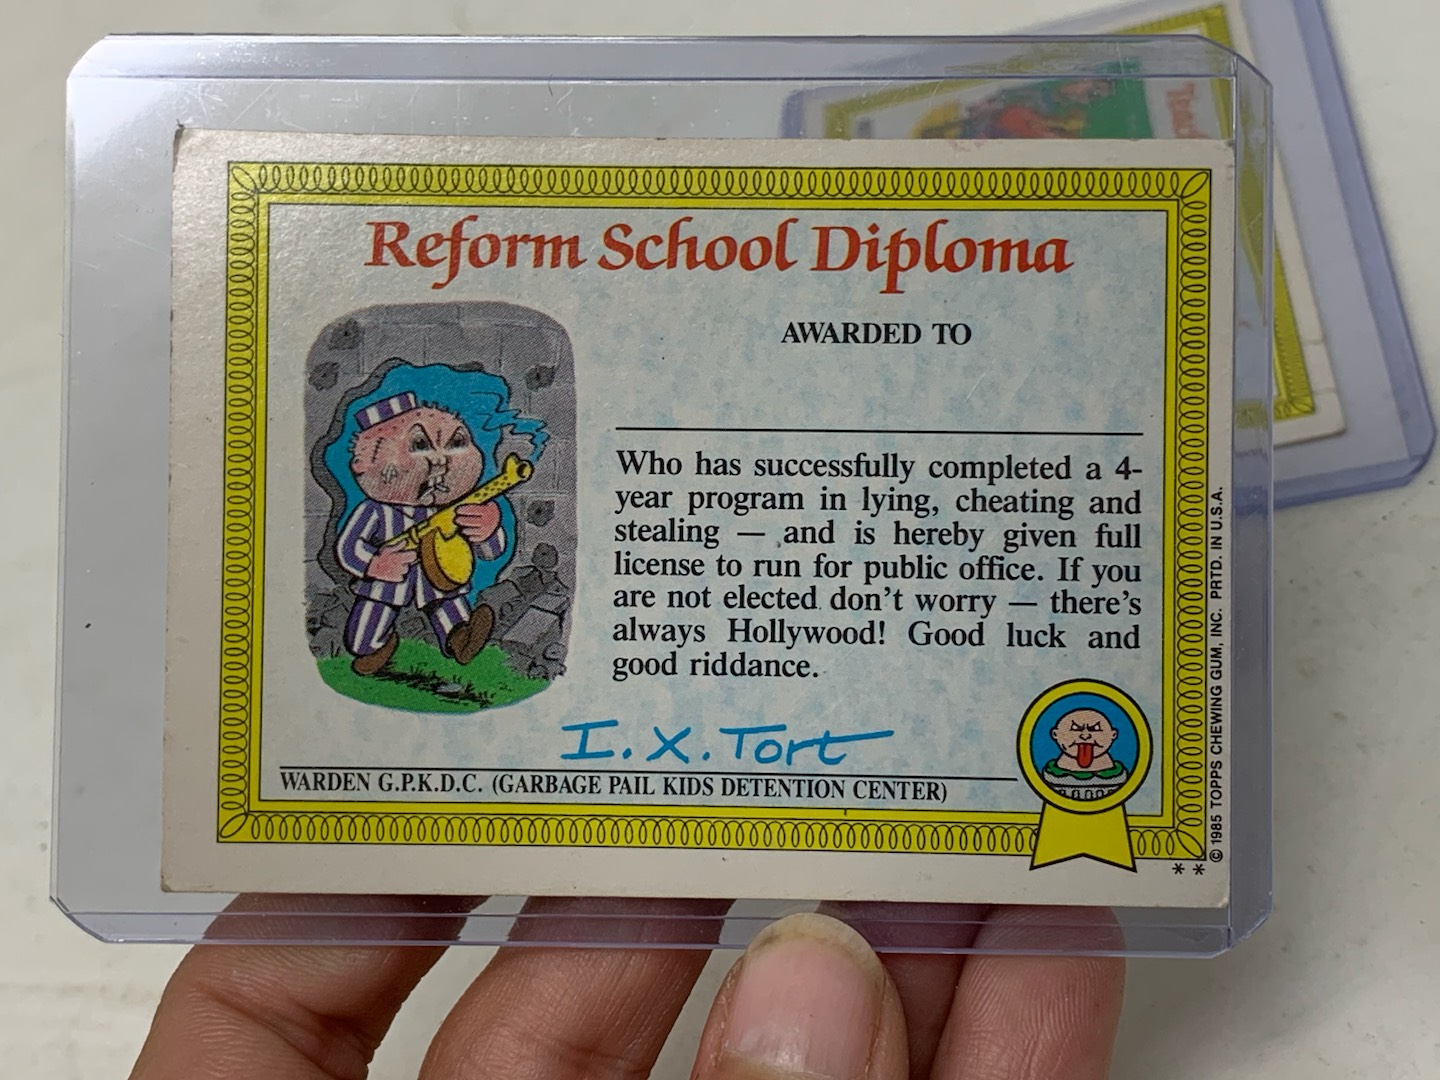 Reform School Diploma
AWARDED TO
Who has successfully completed a 4-
year program in lying, cheating and
stealing — and is hereby given full
license to run for public office. If you
are not elected don't worry — there's
always Hollywood! Good luck and
good riddance.
I.X.Tort
WARDEN G.P.K.D.C. (GARBAGE PAIL KIDS DETENTION CENTER)
* *
© 1985 TOPPS CHEWING GUM, INC. PRTD. IN U.S.A.